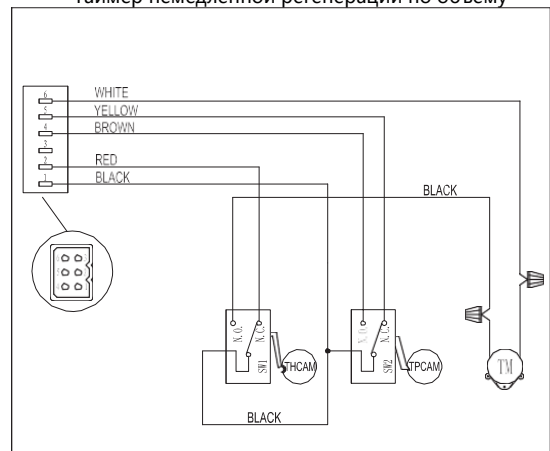 Таймер немедленной регенерации по объему
6 WHITE
5 YELLOW
4 BROWN
3
2 RED
1 BLACK
BLACK
N.O. N.C. SW1 THCAM
N.O. N.C. SW2 TPCAM
TM
BLACK